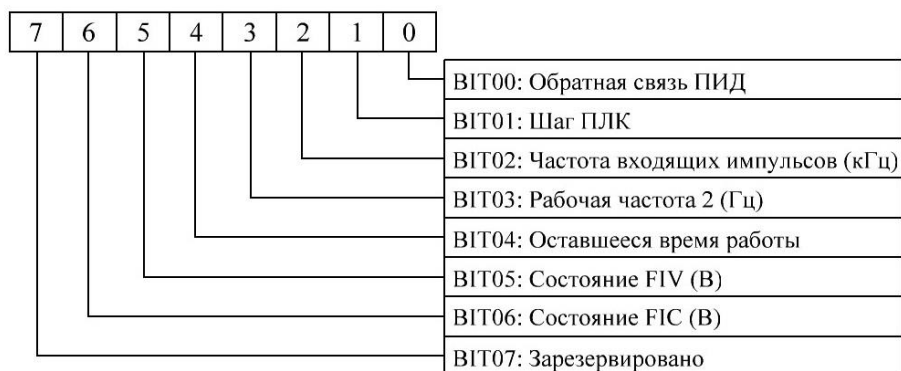 7 6 5 4 3 2 1 0
BIT00: Обратная связь ПИД
BIT01: Шаг ПЛК
BIT02: Частота входящих импульсов (кГц)
BIT03: Рабочая частота 2 (Гц)
BIT04: Оставшееся время работы
BIT05: Состояние FIV (В)
BIT06: Состояние FIC (В)
BIT07: Зарезервировано